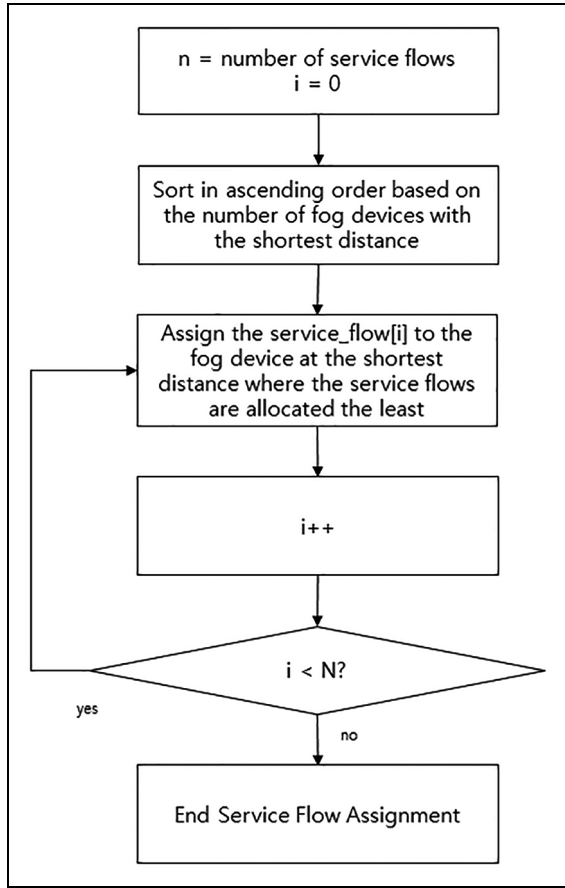 n = number of service flows
i = 0
Sort in ascending order based on
the number of fog devices with
the shortest distance
Assign the service_flow[i] to the
fog device at the shortest
distance where the service flows
are allocated the least
i++
i < N?
yes
no
End Service Flow Assignment